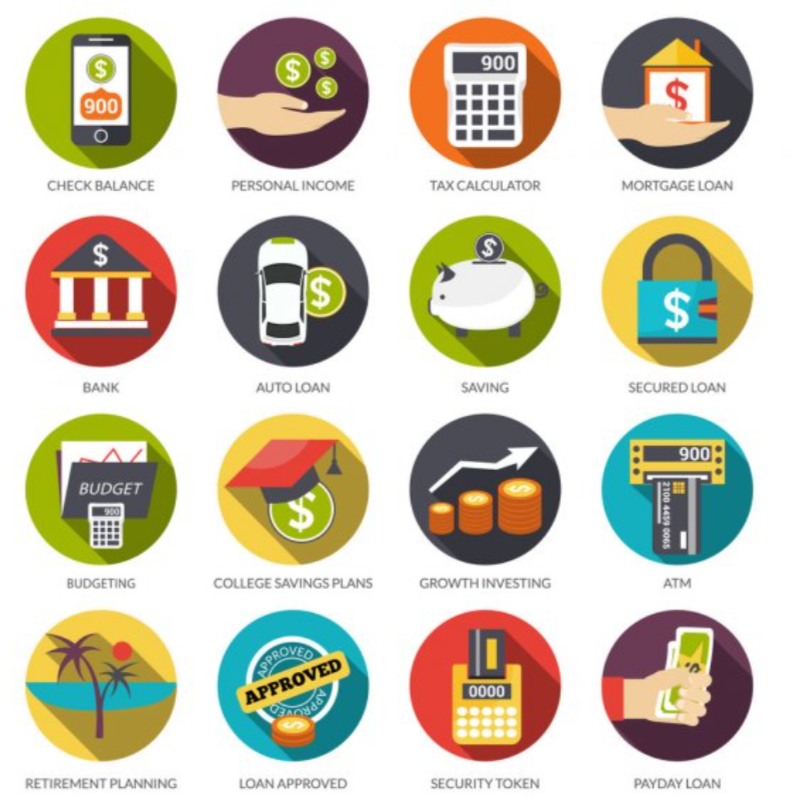 $
900
$
$
$
900
$
CHECK BALANCE
PERSONAL INCOME
TAX CALCULATOR
MORTGAGE LOAN
$
$
$
$
BANK
AUTO LOAN
SAVING
SECURED LOAN
BUDGET
900
$
$
$
$
900
2100 4459 0065
BUDGETING
COLLEGE SAVINGS PLANS
GROWTH INVESTING
ATM
APPROVED
APPROVED
APPROVED
$
0000
$
RETIREMENT PLANNING
LOAN APPROVED
SECURITY TOKEN
PAYDAY LOAN